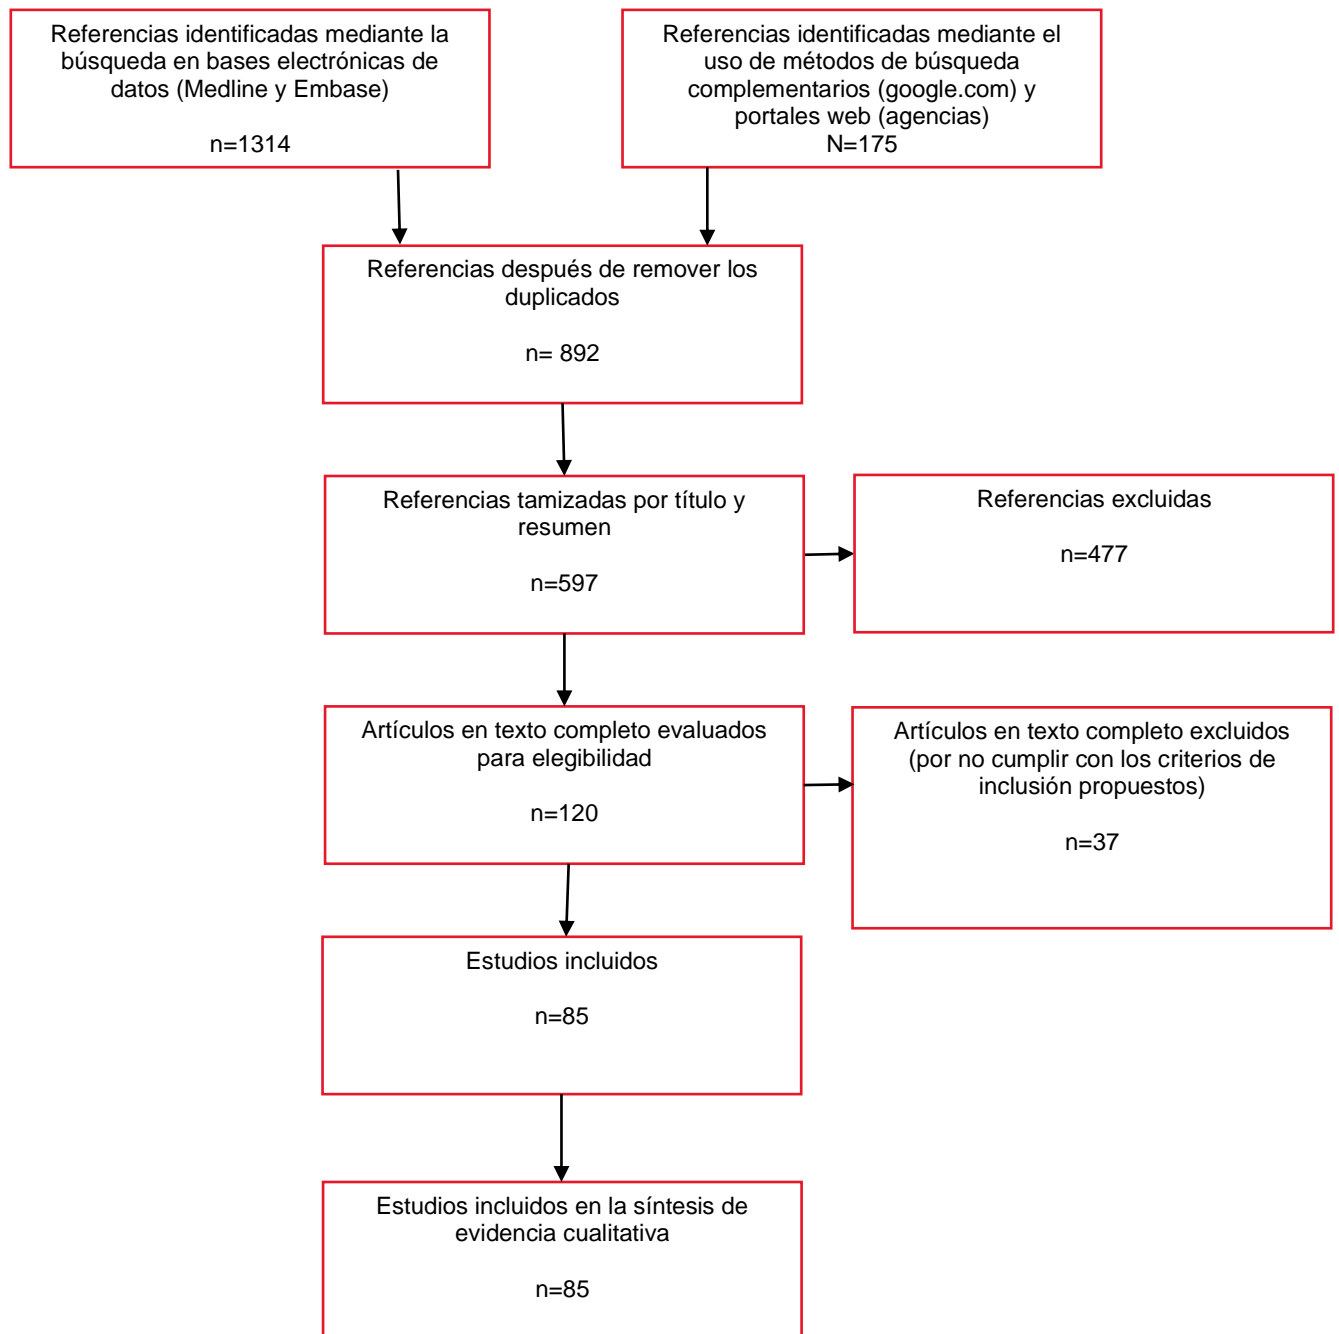 Referencias identificadas mediante la
búsqueda en bases electrónicas de
datos (Medline y Embase)
n=1314
Referencias identificadas mediante el
uso de métodos de búsqueda
complementarios (google.com) y
portales web (agencias)
N=175
Referencias después de remover los
duplicados
n= 892
Referencias tamizadas por título y
resumen
n=597
Referencias excluidas
n=477
Artículos en texto completo evaluados
para elegibilidad
n=120
Artículos en texto completo excluidos
(por no cumplir con los criterios de
inclusión propuestos)
n=37
Estudios incluidos
n=85
Estudios incluidos en la síntesis de
evidencia cualitativa
n=85